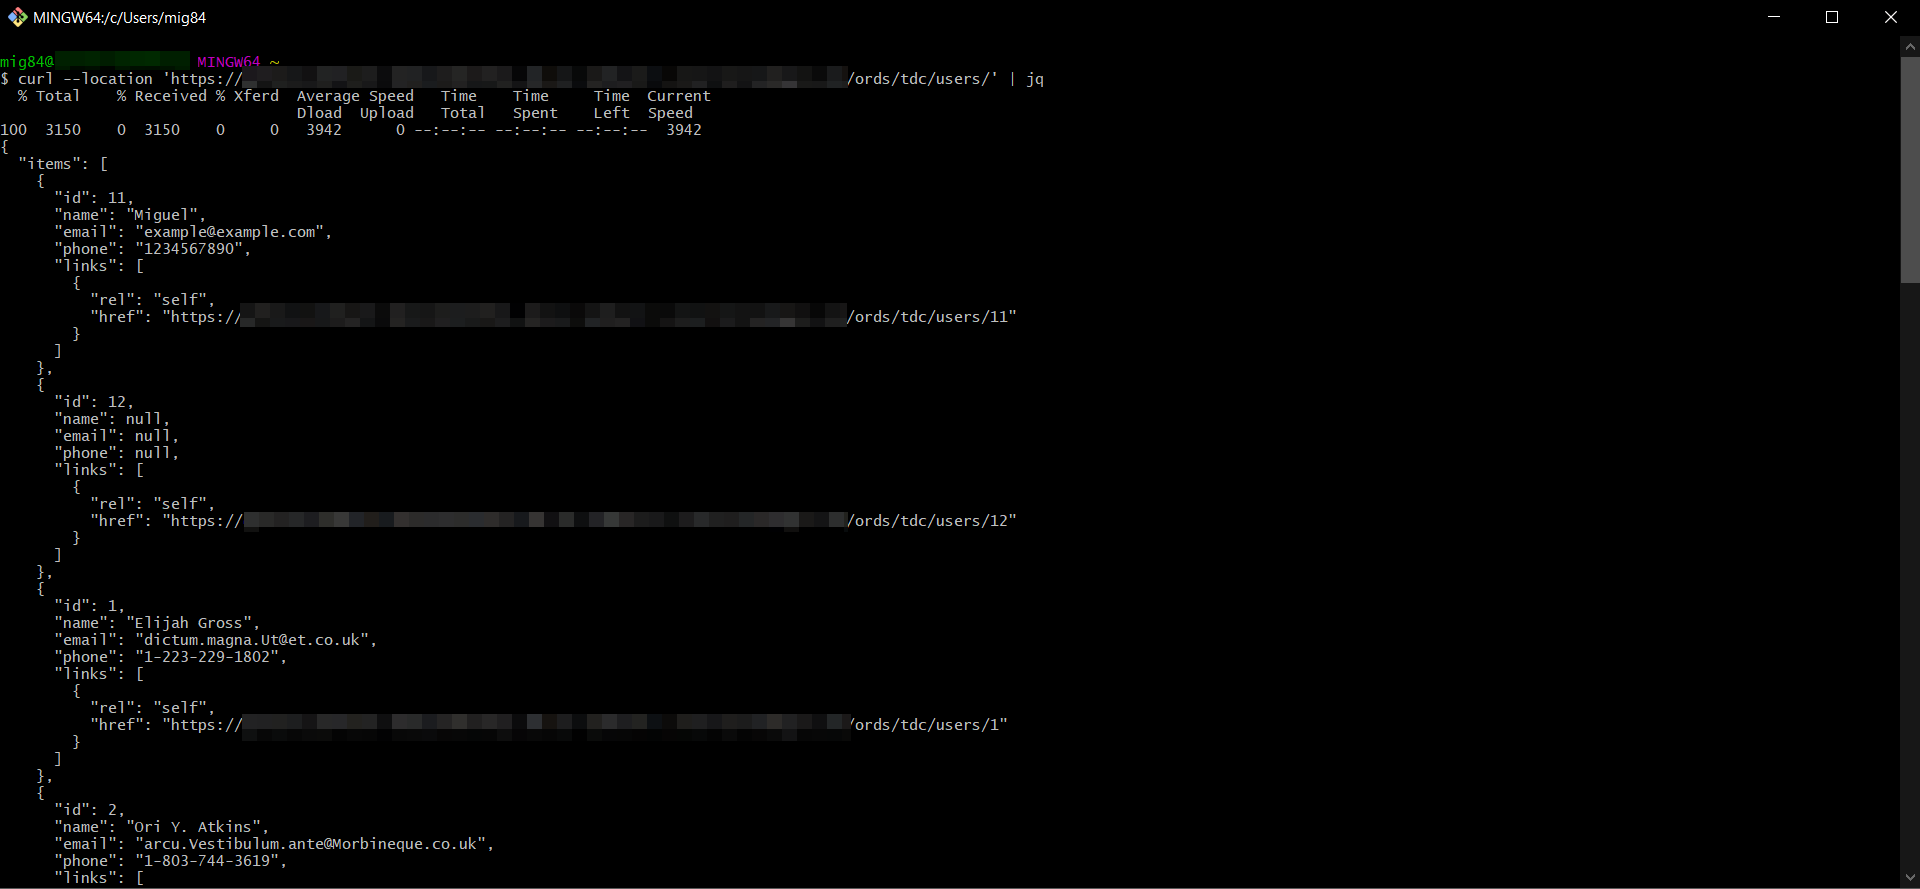 MINGW64:/c/Users/mig84
mig84@ MINGW64 ~
$ curl --location 'https:// /ords/tdc/users/' | jq
  % Total    % Received % Xferd  Average Speed   Time    Time     Time  Current
                                 Dload  Upload   Total   Spent    Left  Speed
100  3150    0  3150    0     0   3942      0 --:--:-- --:--:-- --:--:--  3942
{
  "items": [
    {
      "id": 11,
      "name": "Miguel",
      "email": "example@example.com",
      "phone": "1234567890",
      "links": [
        {
          "rel": "self",
          "href": "https:// /ords/tdc/users/11"
        }
      ]
    },
    {
      "id": 12,
      "name": null,
      "email": null,
      "phone": null,
      "links": [
        {
          "rel": "self",
          "href": "https:// /ords/tdc/users/12"
        }
      ]
    },
    {
      "id": 1,
      "name": "Elijah Gross",
      "email": "dictum.magna.Ut@et.co.uk",
      "phone": "1-223-229-1802",
      "links": [
        {
          "rel": "self",
          "href": "https:// /ords/tdc/users/1"
        }
      ]
    },
    {
      "id": 2,
      "name": "Ori Y. Atkins",
      "email": "arcu.Vestibulum.ante@Morbineque.co.uk",
      "phone": "1-803-744-3619",
      "links": [